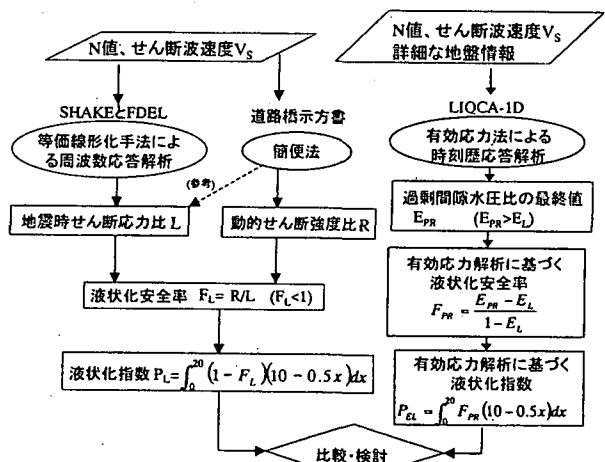 N値、せん断波速度V_S
SHAKEとFDEL
等価線形化手法によ
る周波数応答解析
道路橋示方書
簡便法
(参考)
地震時せん断応力比 L
動的せん断強度比 R
液状化安全率 F_L= R/L (F_L<1)
液状化指数 P_L=∫_0^20 (1 - F_L)(10 - 0.5x)dx
N値、せん断波速度V_S
詳細な地盤情報
LIQCA-1D
有効応力法による
時刻歴応答解析
過剰間隙水圧比の最終値
E_PR (E_PR>E_L)
有効応力解析に基づく
液状化安全率
F_PR = (E_PR − E_L) / (1 − E_L)
有効応力解析に基づく
液状化指数
P_EL = ∫_0^20 F_PR (10 − 0.5x)dx
比較・検討